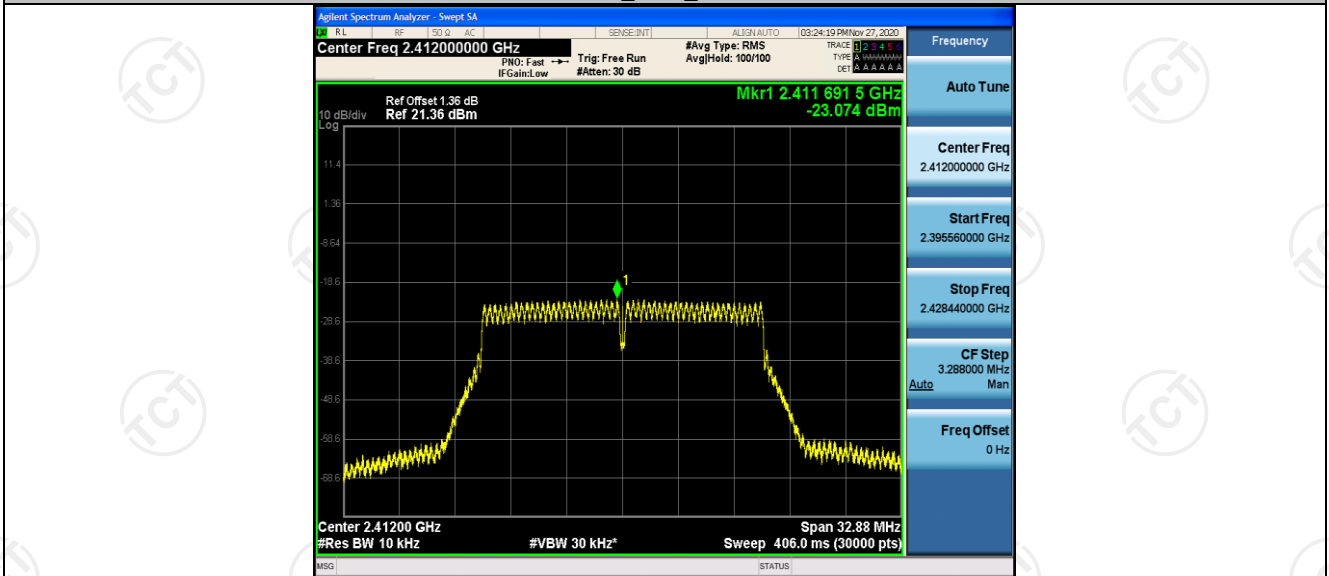 Agilent Spectrum Analyzer - Swept SA
RL RF 50 Ω AC SENSE:INT ALIGN AUTO 03:24:19 PM Nov 27, 2020
Center Freq 2.412000000 GHz
PNO: Fast
IFGain:Low
Trig: Free Run
#Atten: 30 dB
#Avg Type: RMS
Avg|Hold: 100/100
TRACE 1 2 3 4 5 6
TYPE A WWWWW
DET A A A A A A
Ref Offset 1.36 dB
10 dB/div Ref 21.36 dBm
Log
Mkr1 2.411 691 5 GHz
-23.074 dBm
11.4
1.36
-8.64
-18.6
-28.6
-38.6
-48.6
-58.6
-68.6
1
Center 2.41200 GHz
Span 32.88 MHz
#Res BW 10 kHz
#VBW 30 kHz*
Sweep 406.0 ms (30000 pts)
MSG
STATUS
Frequency
Auto Tune
Center Freq
2.412000000 GHz
Start Freq
2.395560000 GHz
Stop Freq
2.428440000 GHz
CF Step
3.288000 MHz
Auto Man
Freq Offset
0 Hz
TCT
TCT
TCT
TCT